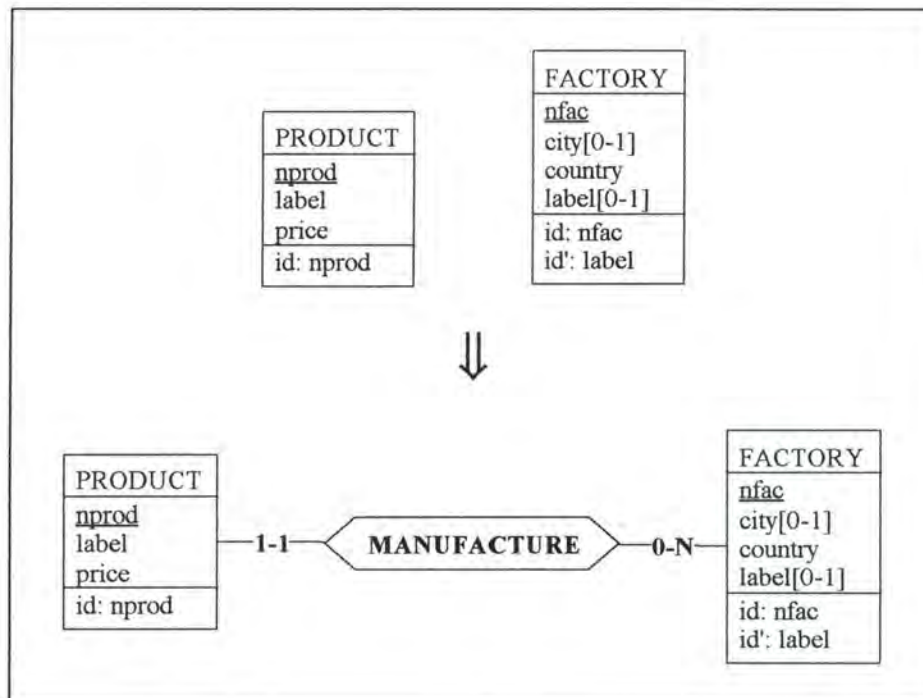 PRODUCT
nprod
label
price
id: nprod
FACTORY
nfac
city[0-1]
country
label[0-1]
id: nfac
id': label
⇓
PRODUCT
nprod
label
price
id: nprod
1-1
MANUFACTURE
0-N
FACTORY
nfac
city[0-1]
country
label[0-1]
id: nfac
id': label